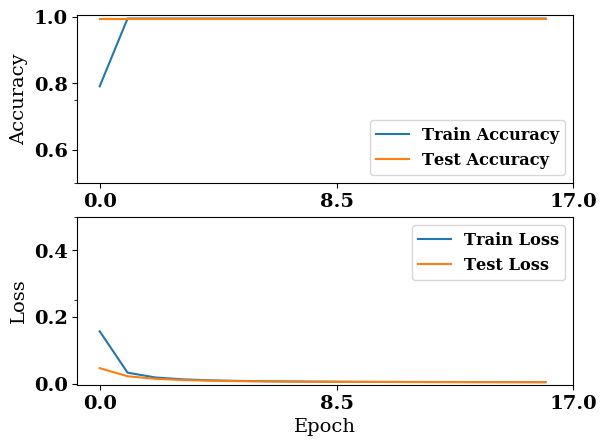 1.0
0.8
0.6
Accuracy
Train Accuracy
Test Accuracy
0.0 8.5 17.0
0.4
0.2
0.0
Loss
Train Loss
Test Loss
0.0 8.5 17.0
Epoch